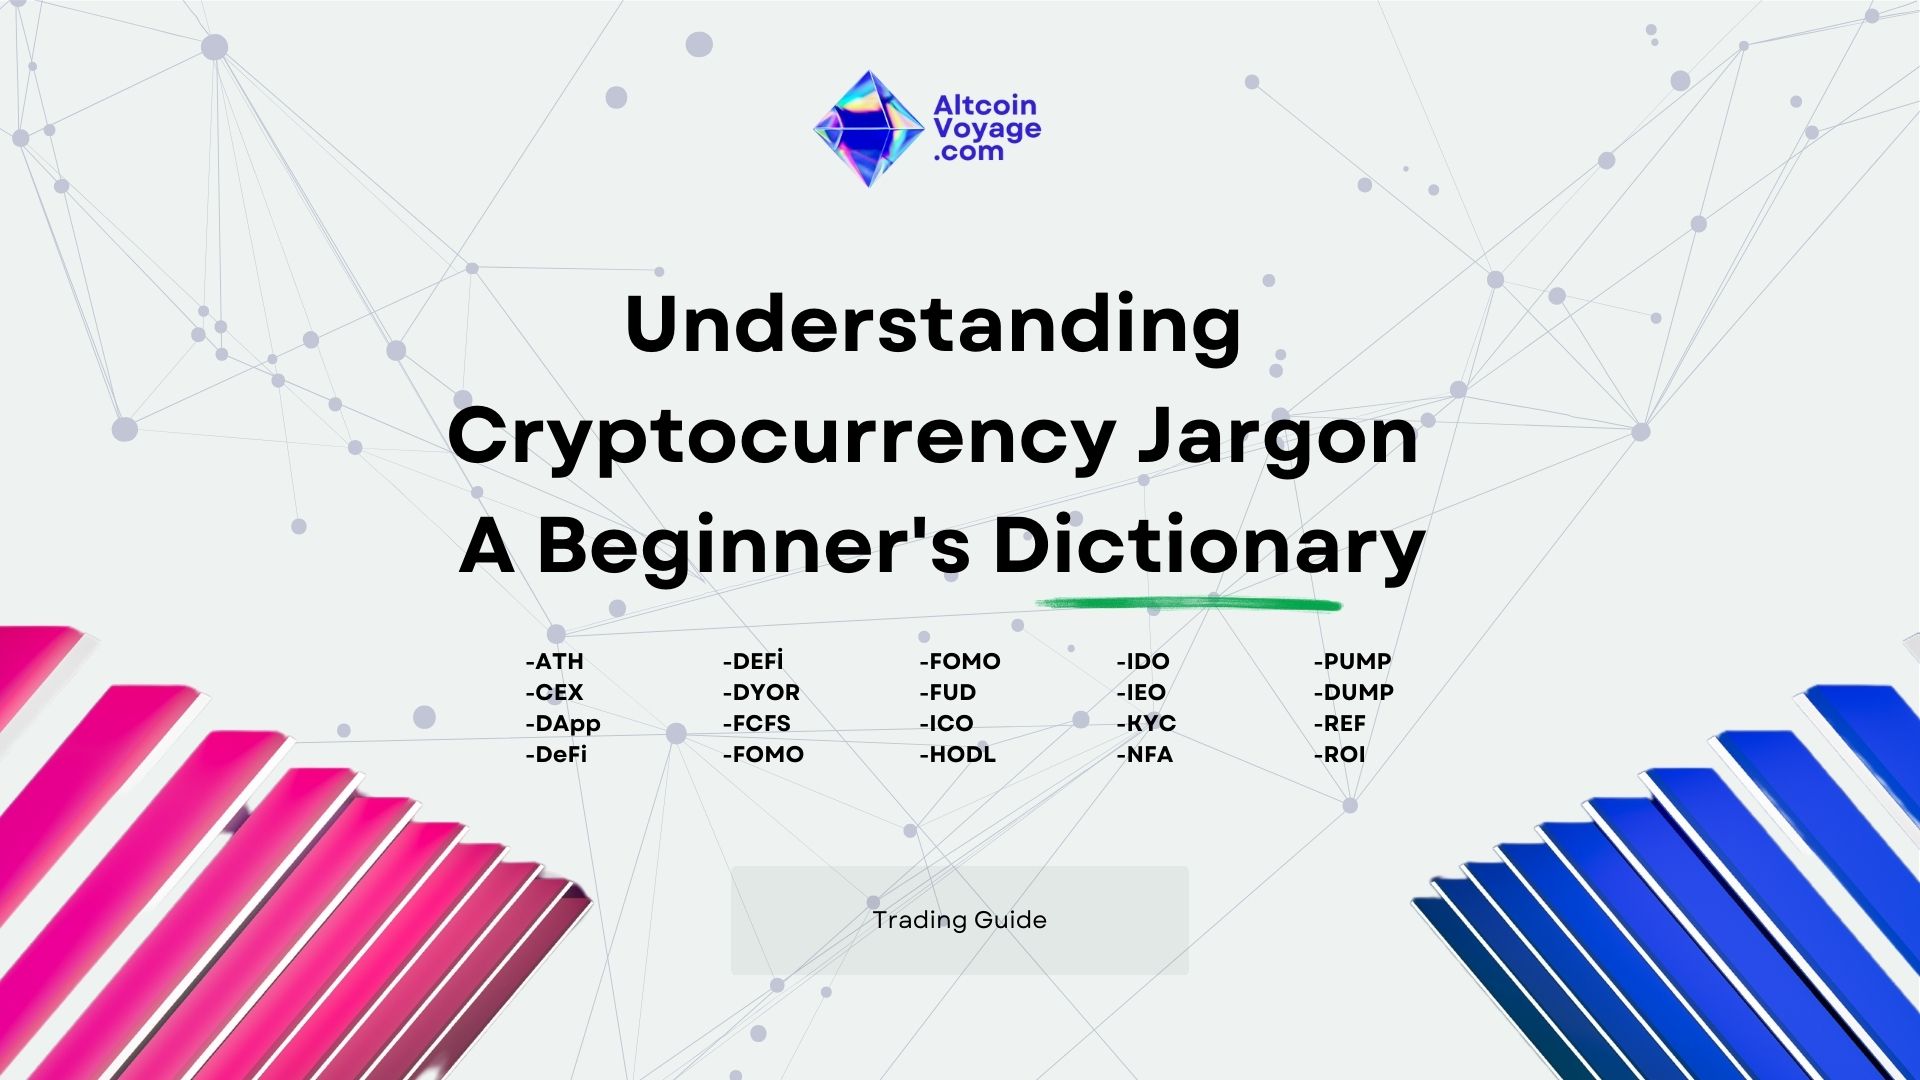 Altcoin
Voyage
.com
Understanding
Cryptocurrency Jargon
A Beginner's Dictionary
-ATH
-CEX
-DApp
-DeFi
-DEFİ
-DYOR
-FCFS
-FOMO
-FOMO
-FUD
-ICO
-HODL
-IDO
-IEO
-KYC
-NFA
-PUMP
-DUMP
-REF
-ROI
Trading Guide